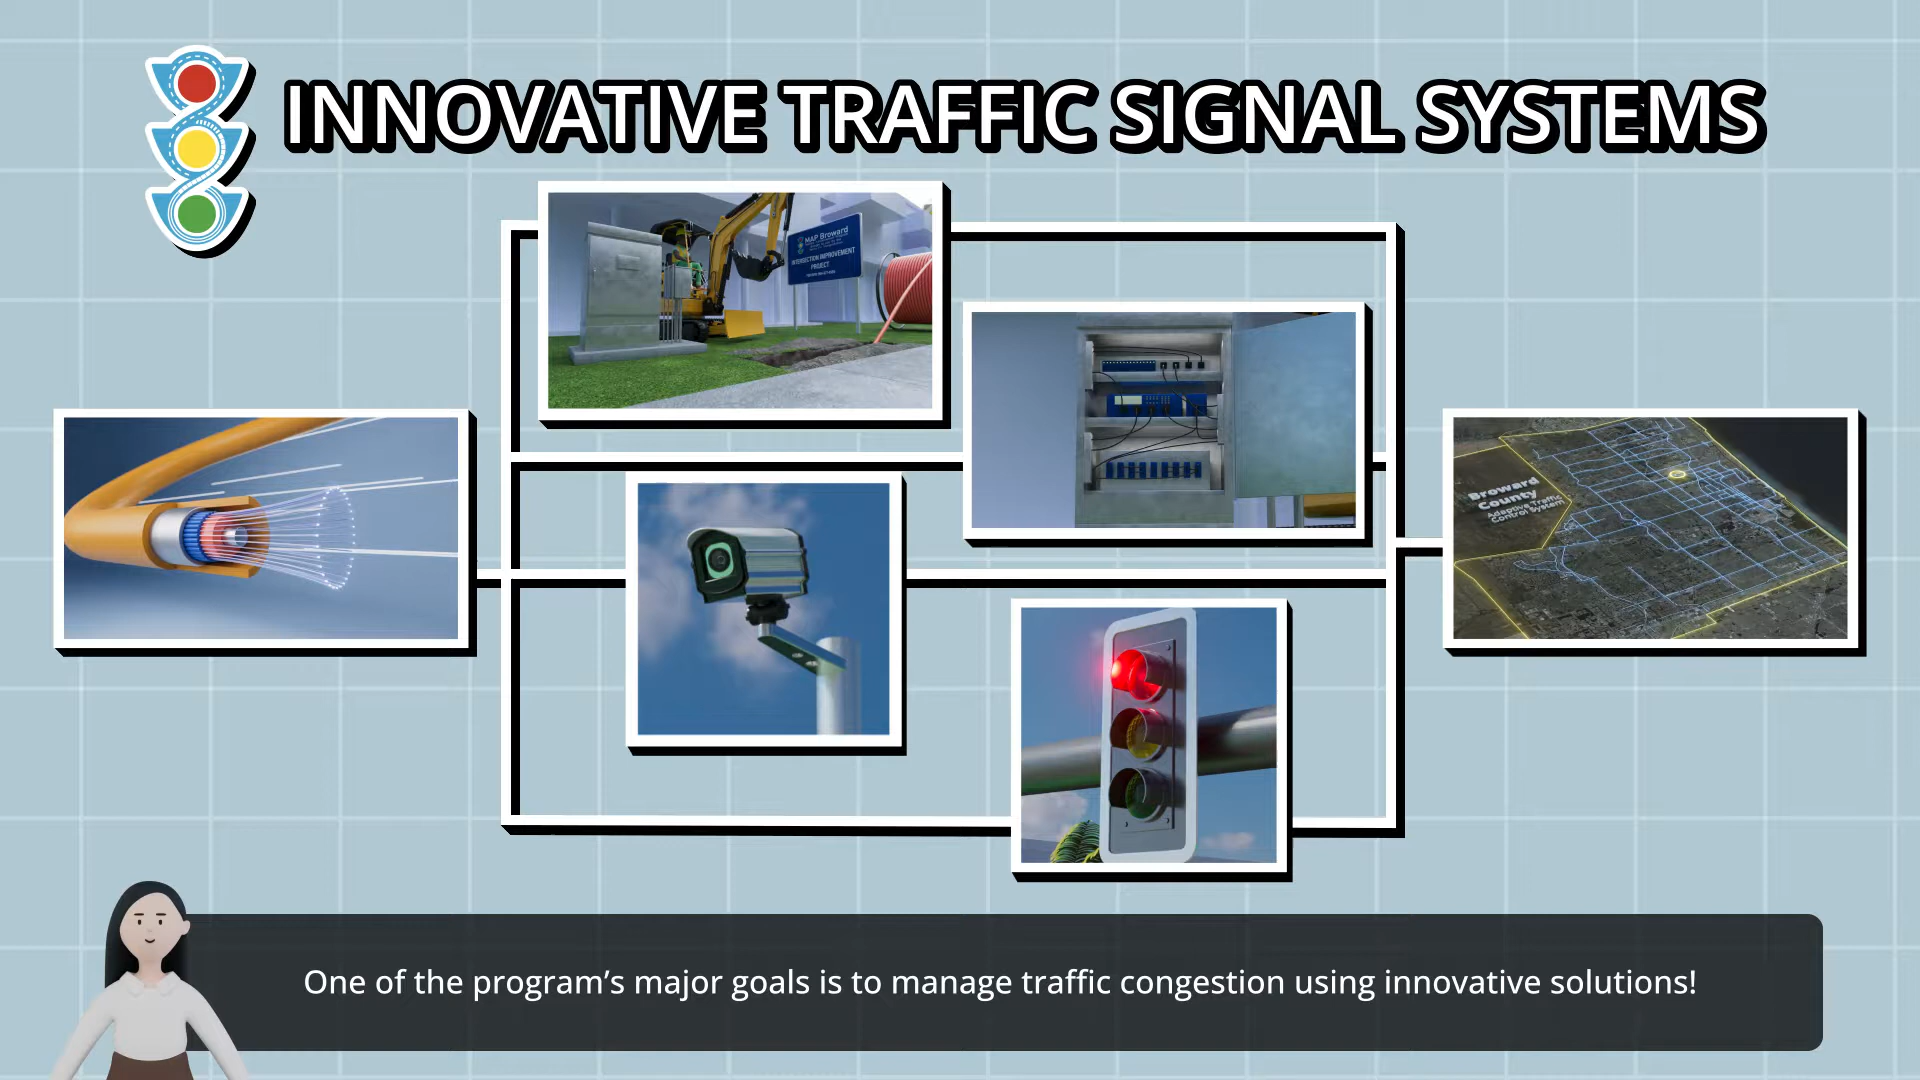 INNOVATIVE TRAFFIC SIGNAL SYSTEMS
MAP Broward
INTERSECTION IMPROVEMENT
PROJECT
Broward
County
Adaptive Traffic
Control System
One of the program’s major goals is to manage traffic congestion using innovative solutions!